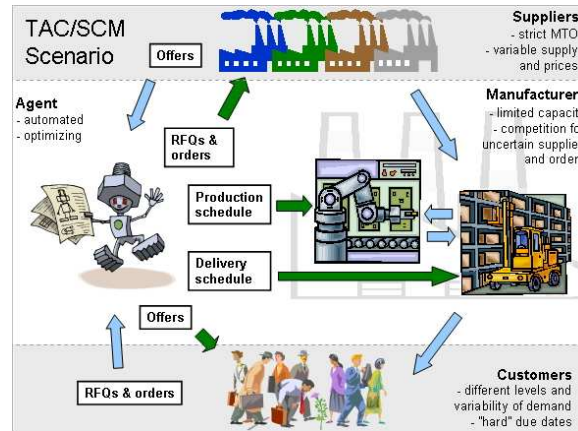 TAC/SCM
Scenario
Offers
Suppliers
- strict MTO
- variable supply
and prices
Agent
- automated
- optimizing
RFQs &
orders
Manufacturer
- limited capacit
- competition fo
uncertain supplie
and order
Production
schedule
Delivery
schedule
Offers
RFQs & orders
Customers
- different levels and
variability of demand
- "hard" due dates